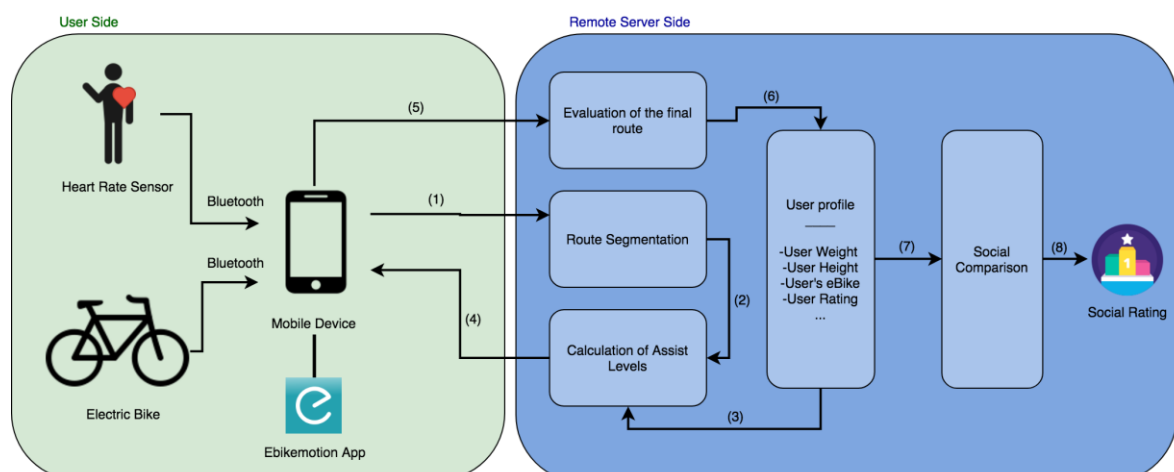 User Side
Remote Server Side
Heart Rate Sensor
Bluetooth
Bluetooth
Electric Bike
Mobile Device
Ebikemotion App
(5)
(1)
(4)
Evaluation of the final
route
(6)
Route Segmentation
(2)
Calculation of Assist
Levels
(3)
User profile
-User Weight
-User Height
-User's eBike
-User Rating
...
(7)
Social
Comparison
(8)
1
Social Rating